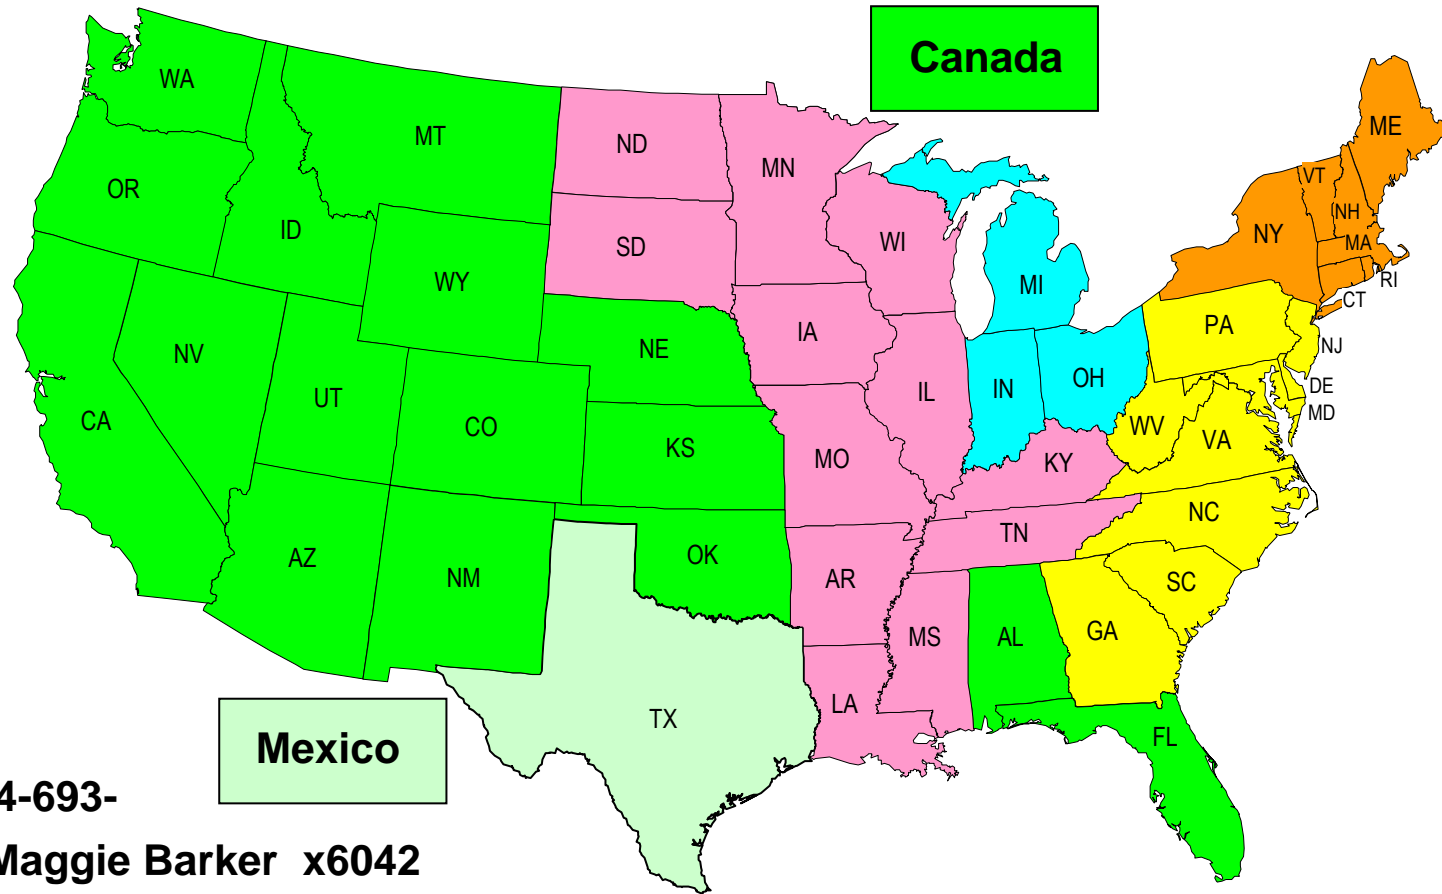 Canada
WA
MT
ND
MN
ME
OR
ID
SD
WI
VT
NH
NY
MA
WY
MI
RI
CT
IA
PA
NV
NE
NJ
UT
CO
IL
IN
OH
DE
MD
CA
KS
MO
KY
WV
VA
NC
AZ
NM
OK
AR
TN
SC
MS
AL
GA
TX
LA
FL
Mexico
4-693-
Maggie Barker x6042